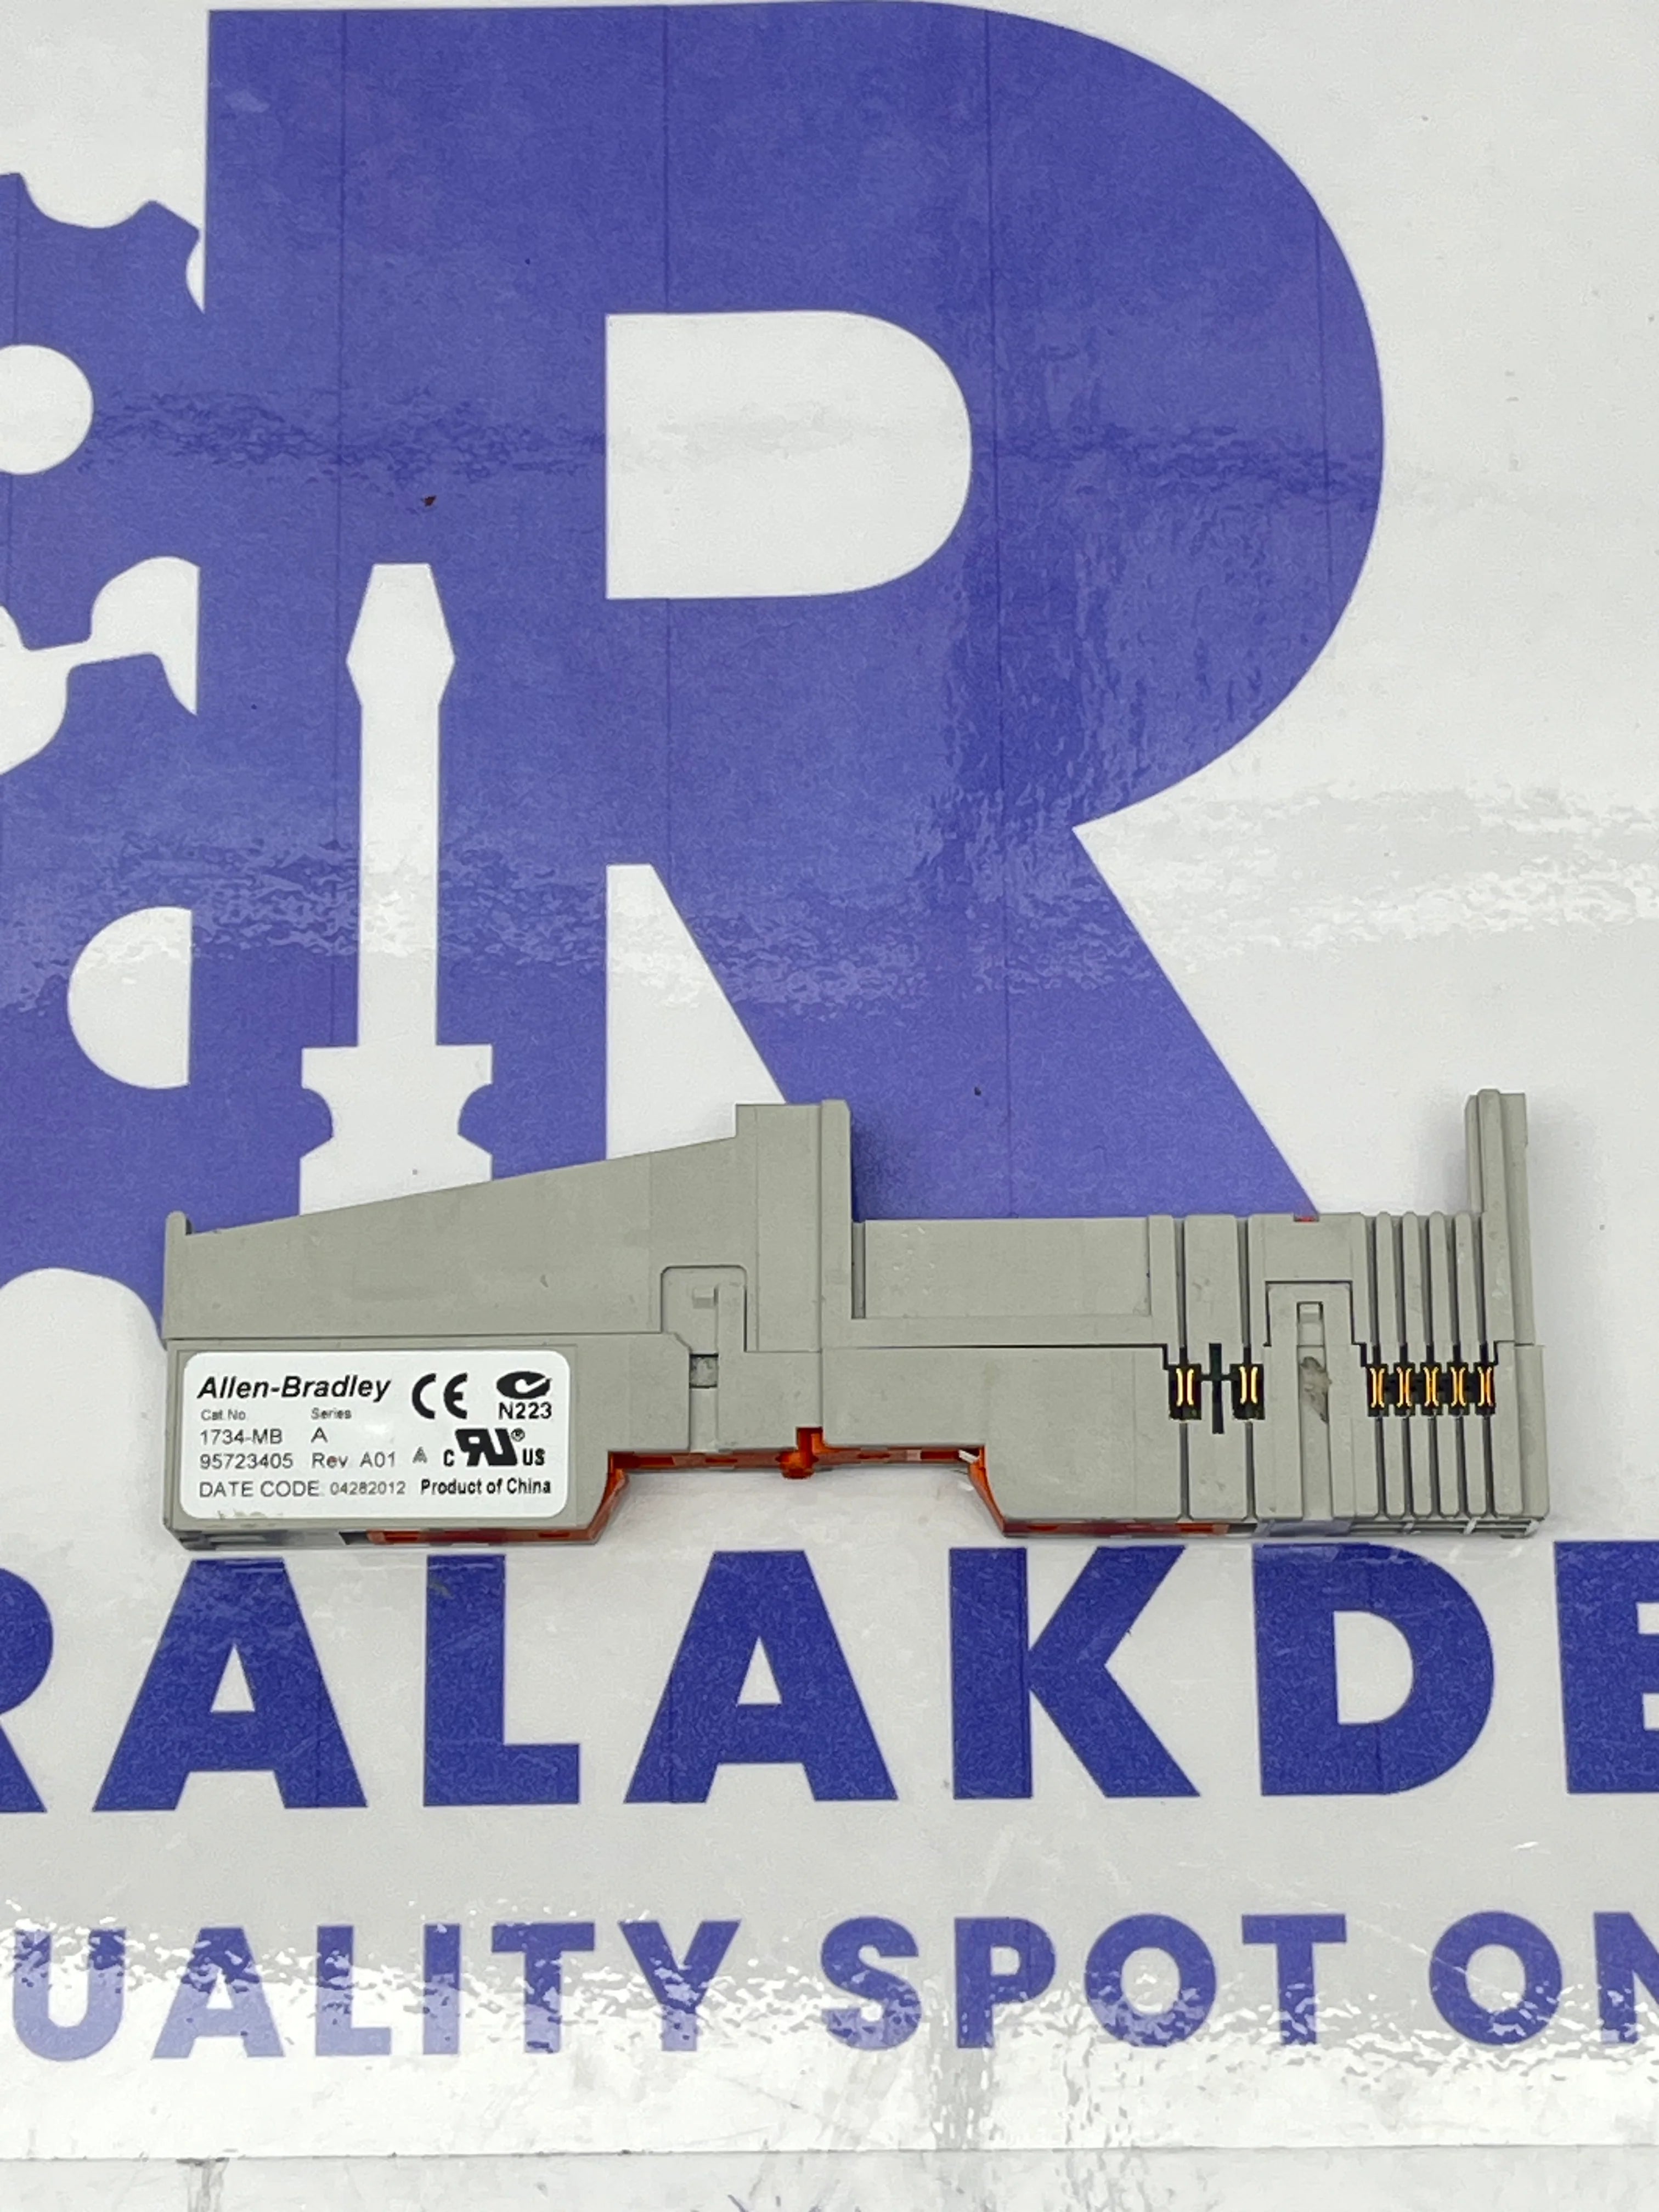 R
Allen-Bradley CE
N223
Cat.No. Series
1734-MB A
95723405 Rev. A01 c RU® US
DATE CODE: 04282012 Product of China
RALAKDE
UALITY SPOT ON